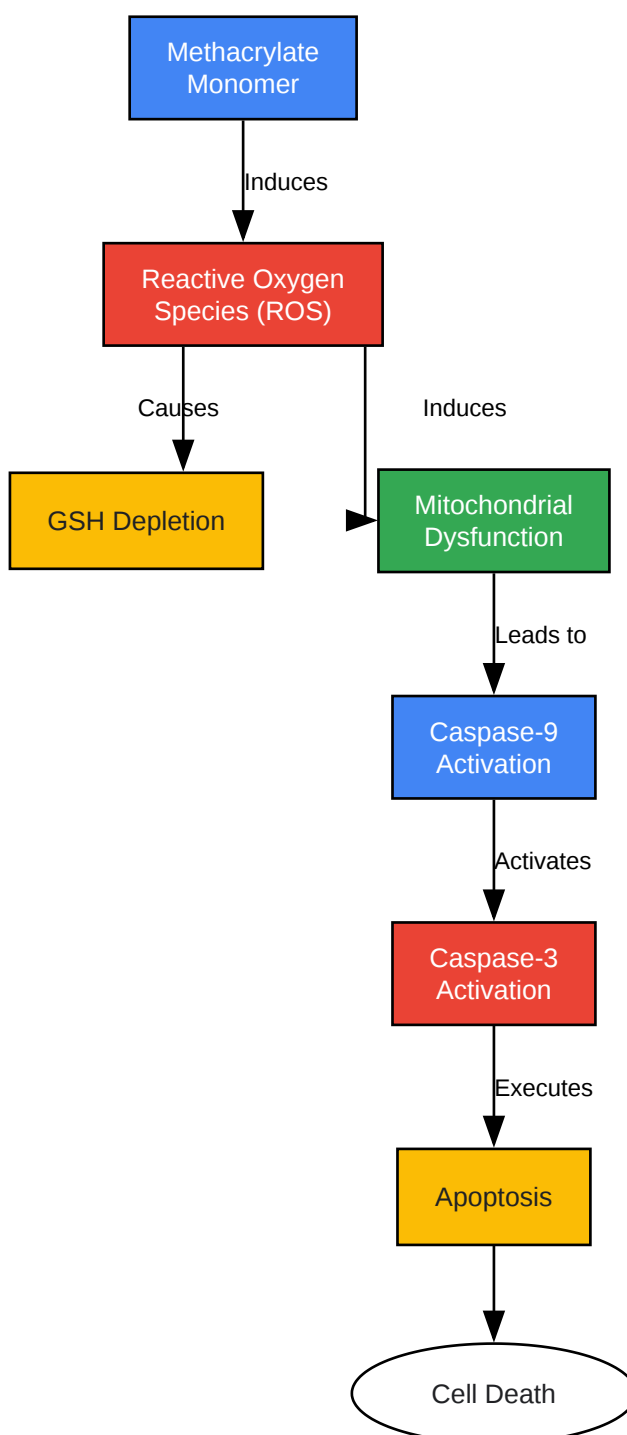 Methacrylate
Monomer
Induces
Reactive Oxygen
Species (ROS)
Causes
Induces
GSH Depletion
Mitochondrial
Dysfunction
Leads to
Caspase-9
Activation
Activates
Caspase-3
Activation
Executes
Apoptosis
Cell Death